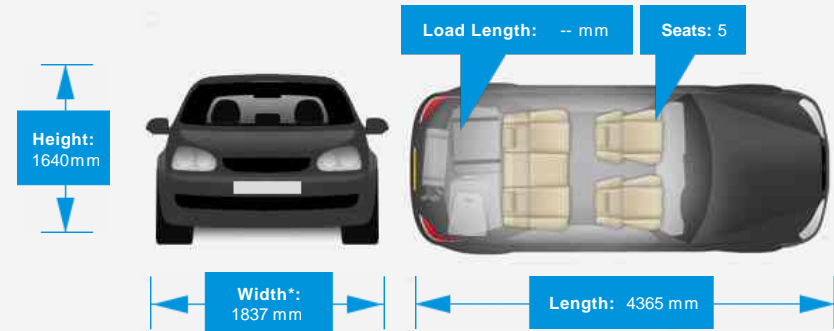 Load Length: -- mm
Seats: 5
Height:
1640mm
Width*:
1837 mm
Length: 4365 mm